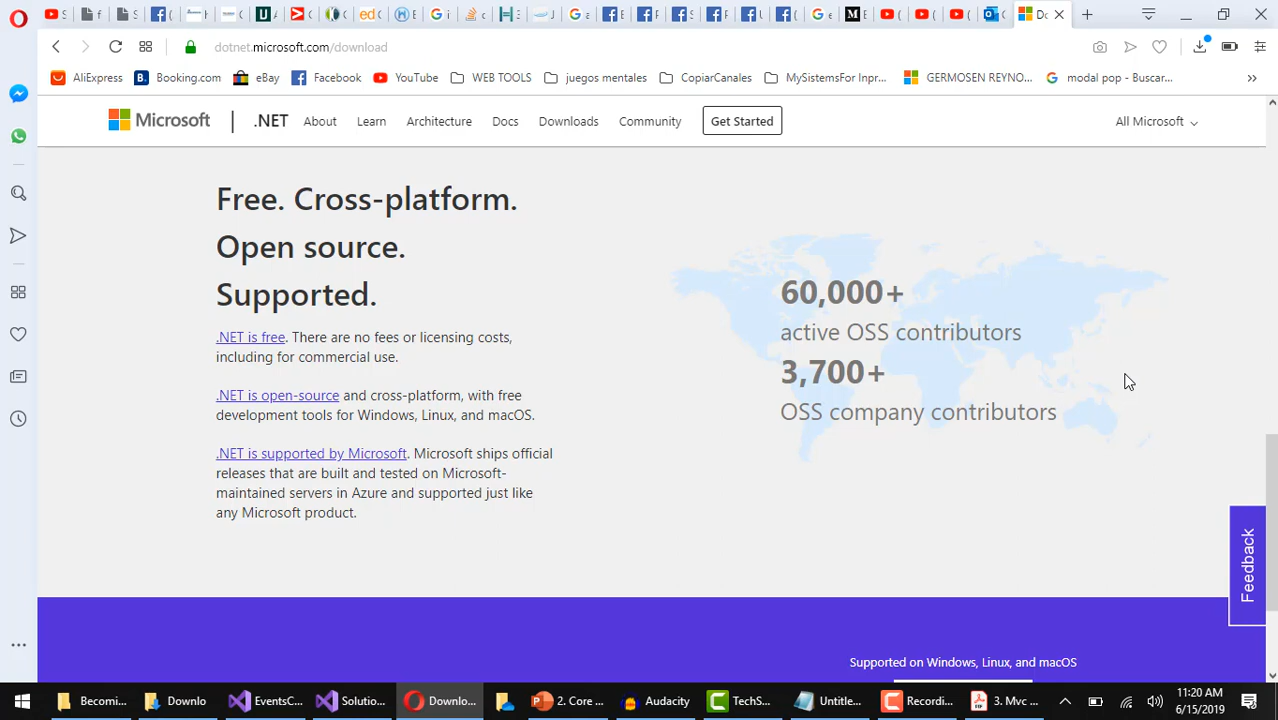 dotnet.microsoft.com/download
AliExpress
Booking.com
eBay
Facebook
YouTube
WEB TOOLS
juegos mentales
CopiarCanales
MySistemsFor Inpr...
GERMOSEN REYNO...
modal pop - Buscar...
Microsoft
.NET
About
Learn
Architecture
Docs
Downloads
Community
Get Started
All Microsoft
Free. Cross-platform.
Open source.
Supported.
.NET is free. There are no fees or licensing costs,
including for commercial use.
.NET is open-source and cross-platform, with free
development tools for Windows, Linux, and macOS.
.NET is supported by Microsoft. Microsoft ships official
releases that are built and tested on Microsoft-
maintained servers in Azure and supported just like
any Microsoft product.
60,000+
active OSS contributors
3,700+
OSS company contributors
Feedback
Supported on Windows, Linux, and macOS
Becomi...
Downlo
EventsC...
Solutio...
Downlo...
2. Core ...
Audacity
TechS...
Untitle...
Recordi...
3. Mvc ...
11:20 AM
6/15/2019